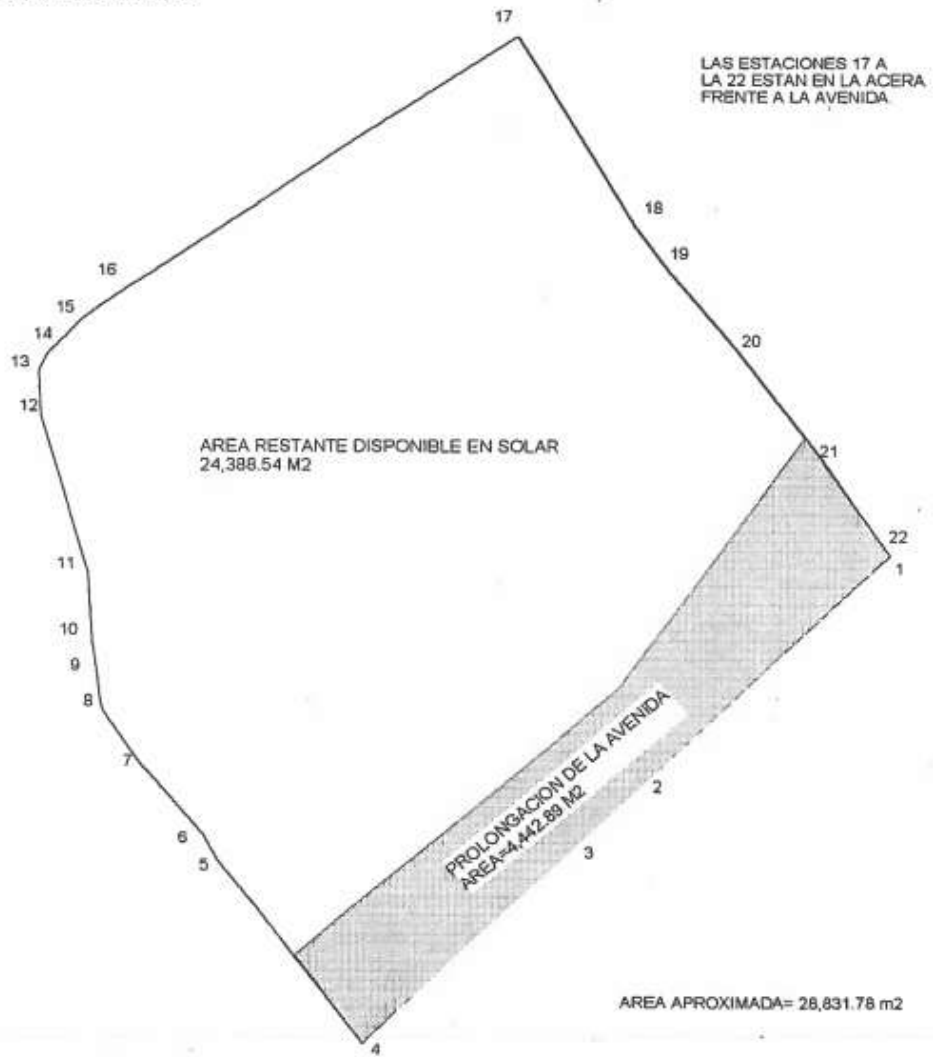 17
LAS ESTACIONES 17 A
LA 22 ESTAN EN LA ACERA
FRENTE A LA AVENIDA.
18
19
16
15
14
20
13
12
AREA RESTANTE DISPONIBLE EN SOLAR
24,388.54 M2
21
22
11
1
10
9
8
PROLONGACION DE LA AVENIDA
AREA=4,442.89 M2
7
2
6
3
5
AREA APROXIMADA= 28,831.78 m2
4